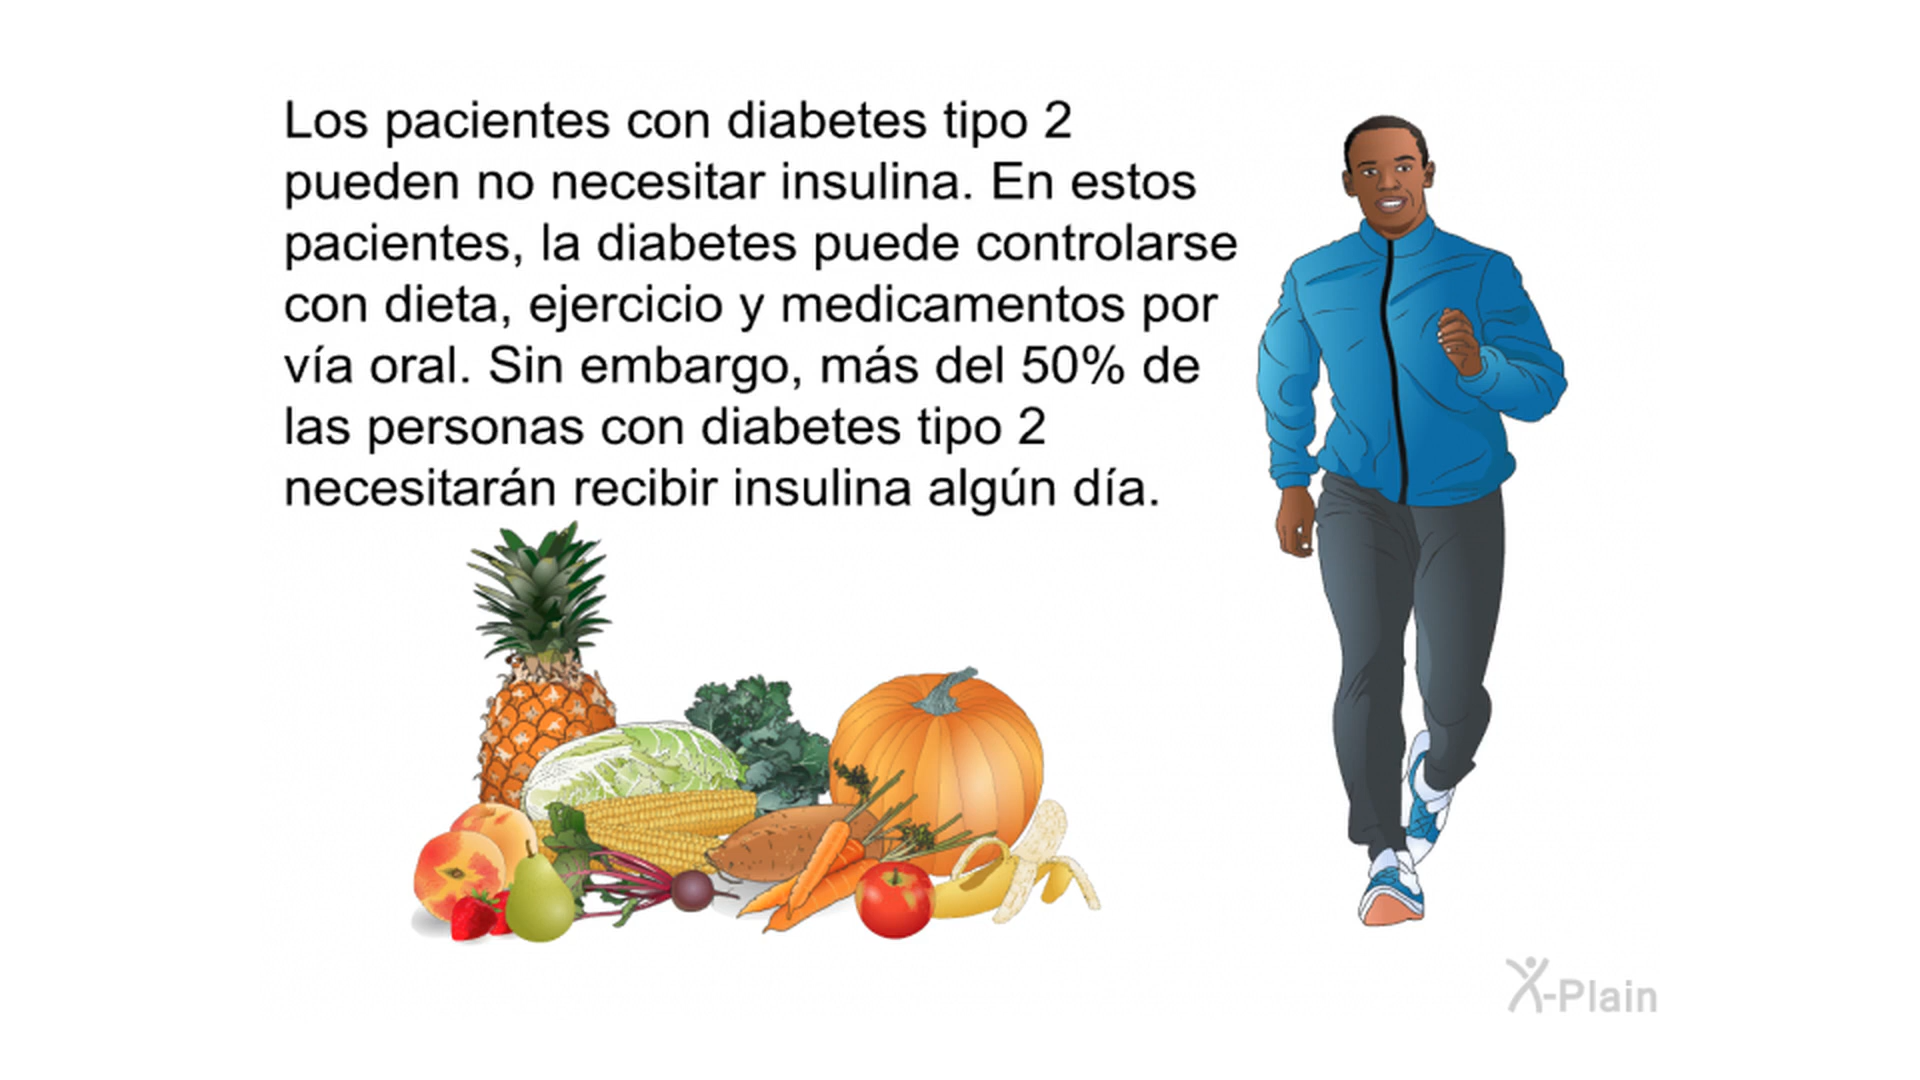 Los pacientes con diabetes tipo 2
pueden no necesitar insulina. En estos
pacientes, la diabetes puede controlarse
con dieta, ejercicio y medicamentos por
vía oral. Sin embargo, más del 50% de
las personas con diabetes tipo 2
necesitarán recibir insulina algún día.
X-Plain